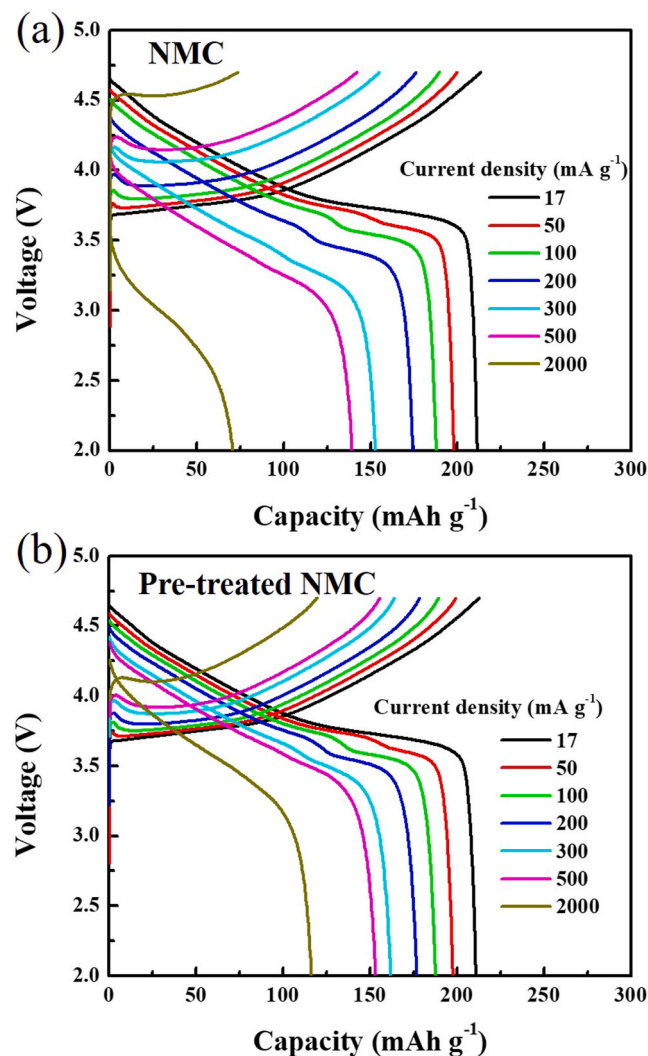 (a)
NMC
5.0
4.5
4.0
3.5
3.0
2.5
2.0
Voltage (V)
Current density (mA g⁻¹)
17
50
100
200
300
500
2000
0 50 100 150 200 250 300
Capacity (mAh g⁻¹)
(b)
Pre-treated NMC
5.0
4.5
4.0
3.5
3.0
2.5
2.0
Voltage (V)
Current density (mA g⁻¹)
17
50
100
200
300
500
2000
0 50 100 150 200 250 300
Capacity (mAh g⁻¹)